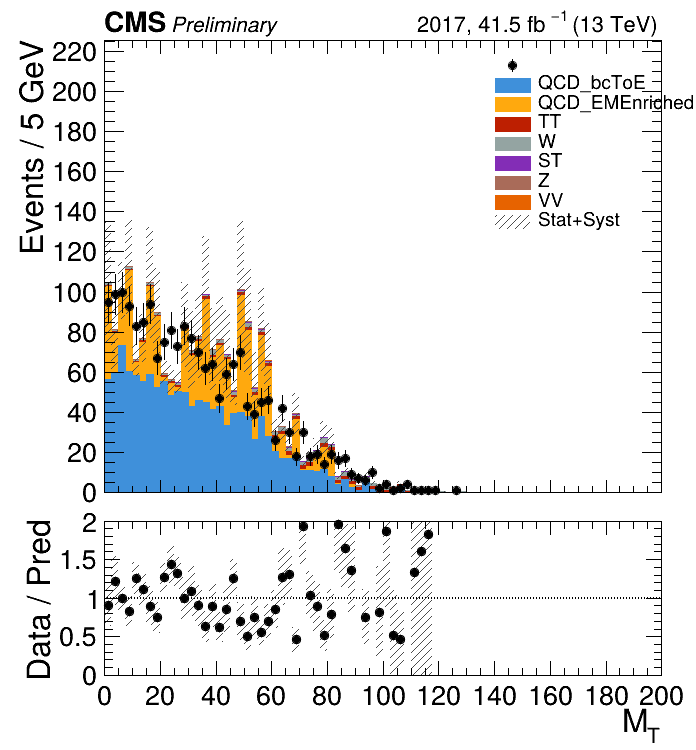 CMS Preliminary 2017, 41.5 fb⁻¹ (13 TeV)
Events / 5 GeV
220
200
180
160
140
120
100
80
60
40
20
0
QCD_bcToE
QCD_EMEnriched
TT
W
ST
Z
VV
Stat+Syst
Data / Pred
2
1.5
1
0.5
0
0 20 40 60 80 100 120 140 160 180 200
M_T